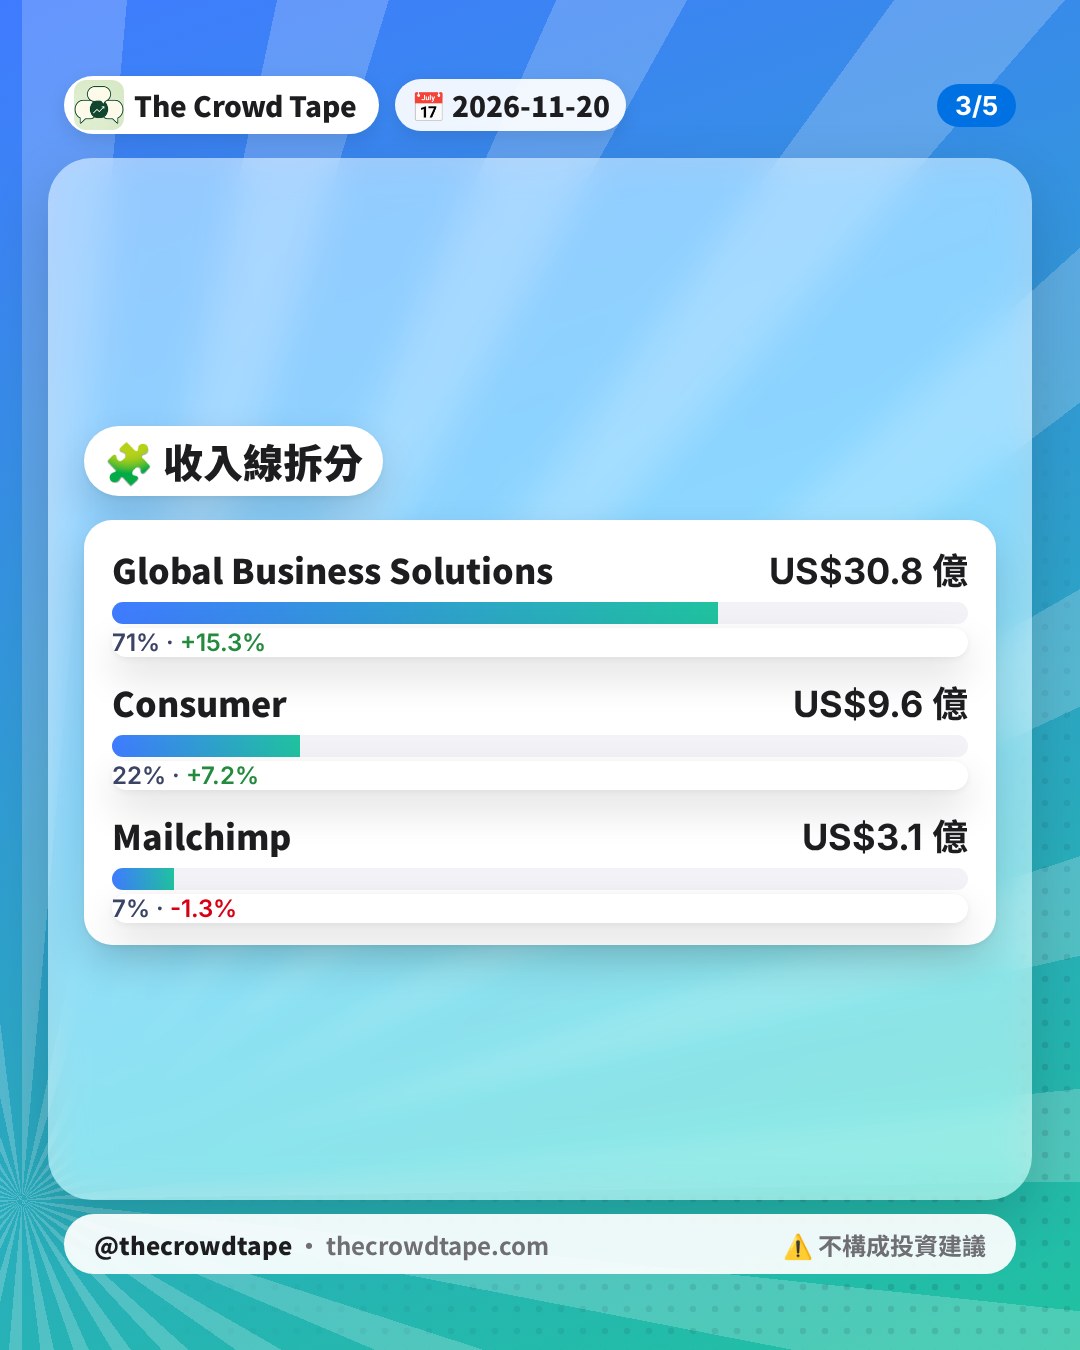 The Crowd Tape
📅 2026-11-20
3/5
🧩 收入線拆分
Global Business Solutions US$30.8 億
71% · +15.3%
Consumer US$9.6 億
22% · +7.2%
Mailchimp US$3.1 億
7% · -1.3%
@thecrowdtape • thecrowdtape.com ⚠️ 不構成投資建議